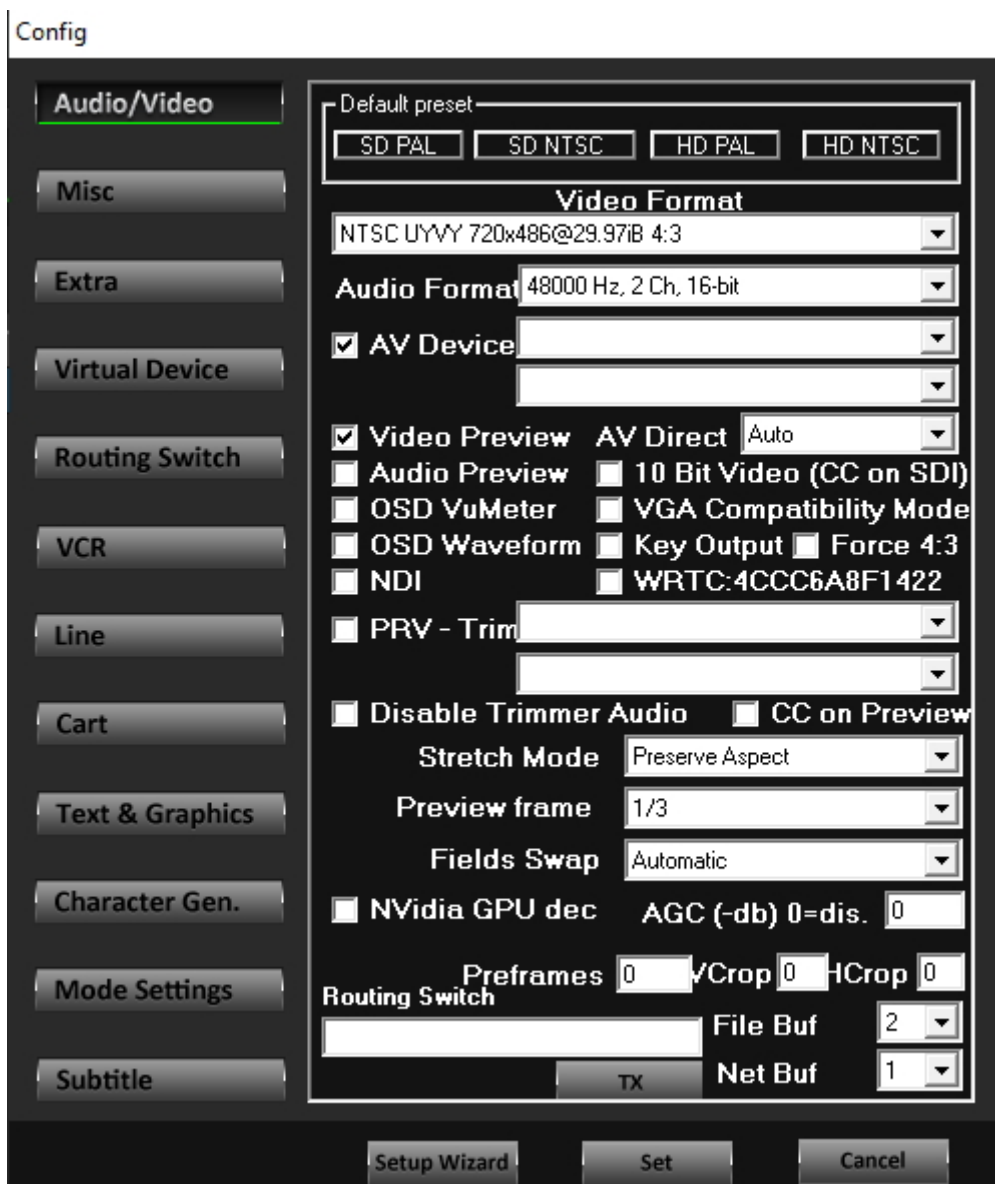 Config
Audio/Video
Misc
Extra
Virtual Device
Routing Switch
VCR
Line
Cart
Text & Graphics
Character Gen.
Mode Settings
Subtitle
Default preset
SD PAL SD NTSC HD PAL HD NTSC
Video Format
NTSC UYVY 720x486@29.97iB 4:3
Audio Format 48000 Hz, 2 Ch, 16-bit
AV Device
Video Preview AV Direct Auto
Audio Preview 10 Bit Video (CC on SDI)
OSD VuMeter VGA Compatibility Mode
OSD Waveform Key Output Force 4:3
NDI WRTC:4CCC6A8F1422
PRV - Trim
Disable Trimmer Audio CC on Preview
Stretch Mode Preserve Aspect
Preview frame 1/3
Fields Swap Automatic
NVidia GPU dec AGC (-db) 0=dis. 0
Preframes 0 VCrop 0 HCrop 0
Routing Switch
File Buf 2
TX Net Buf 1
Setup Wizard Set Cancel